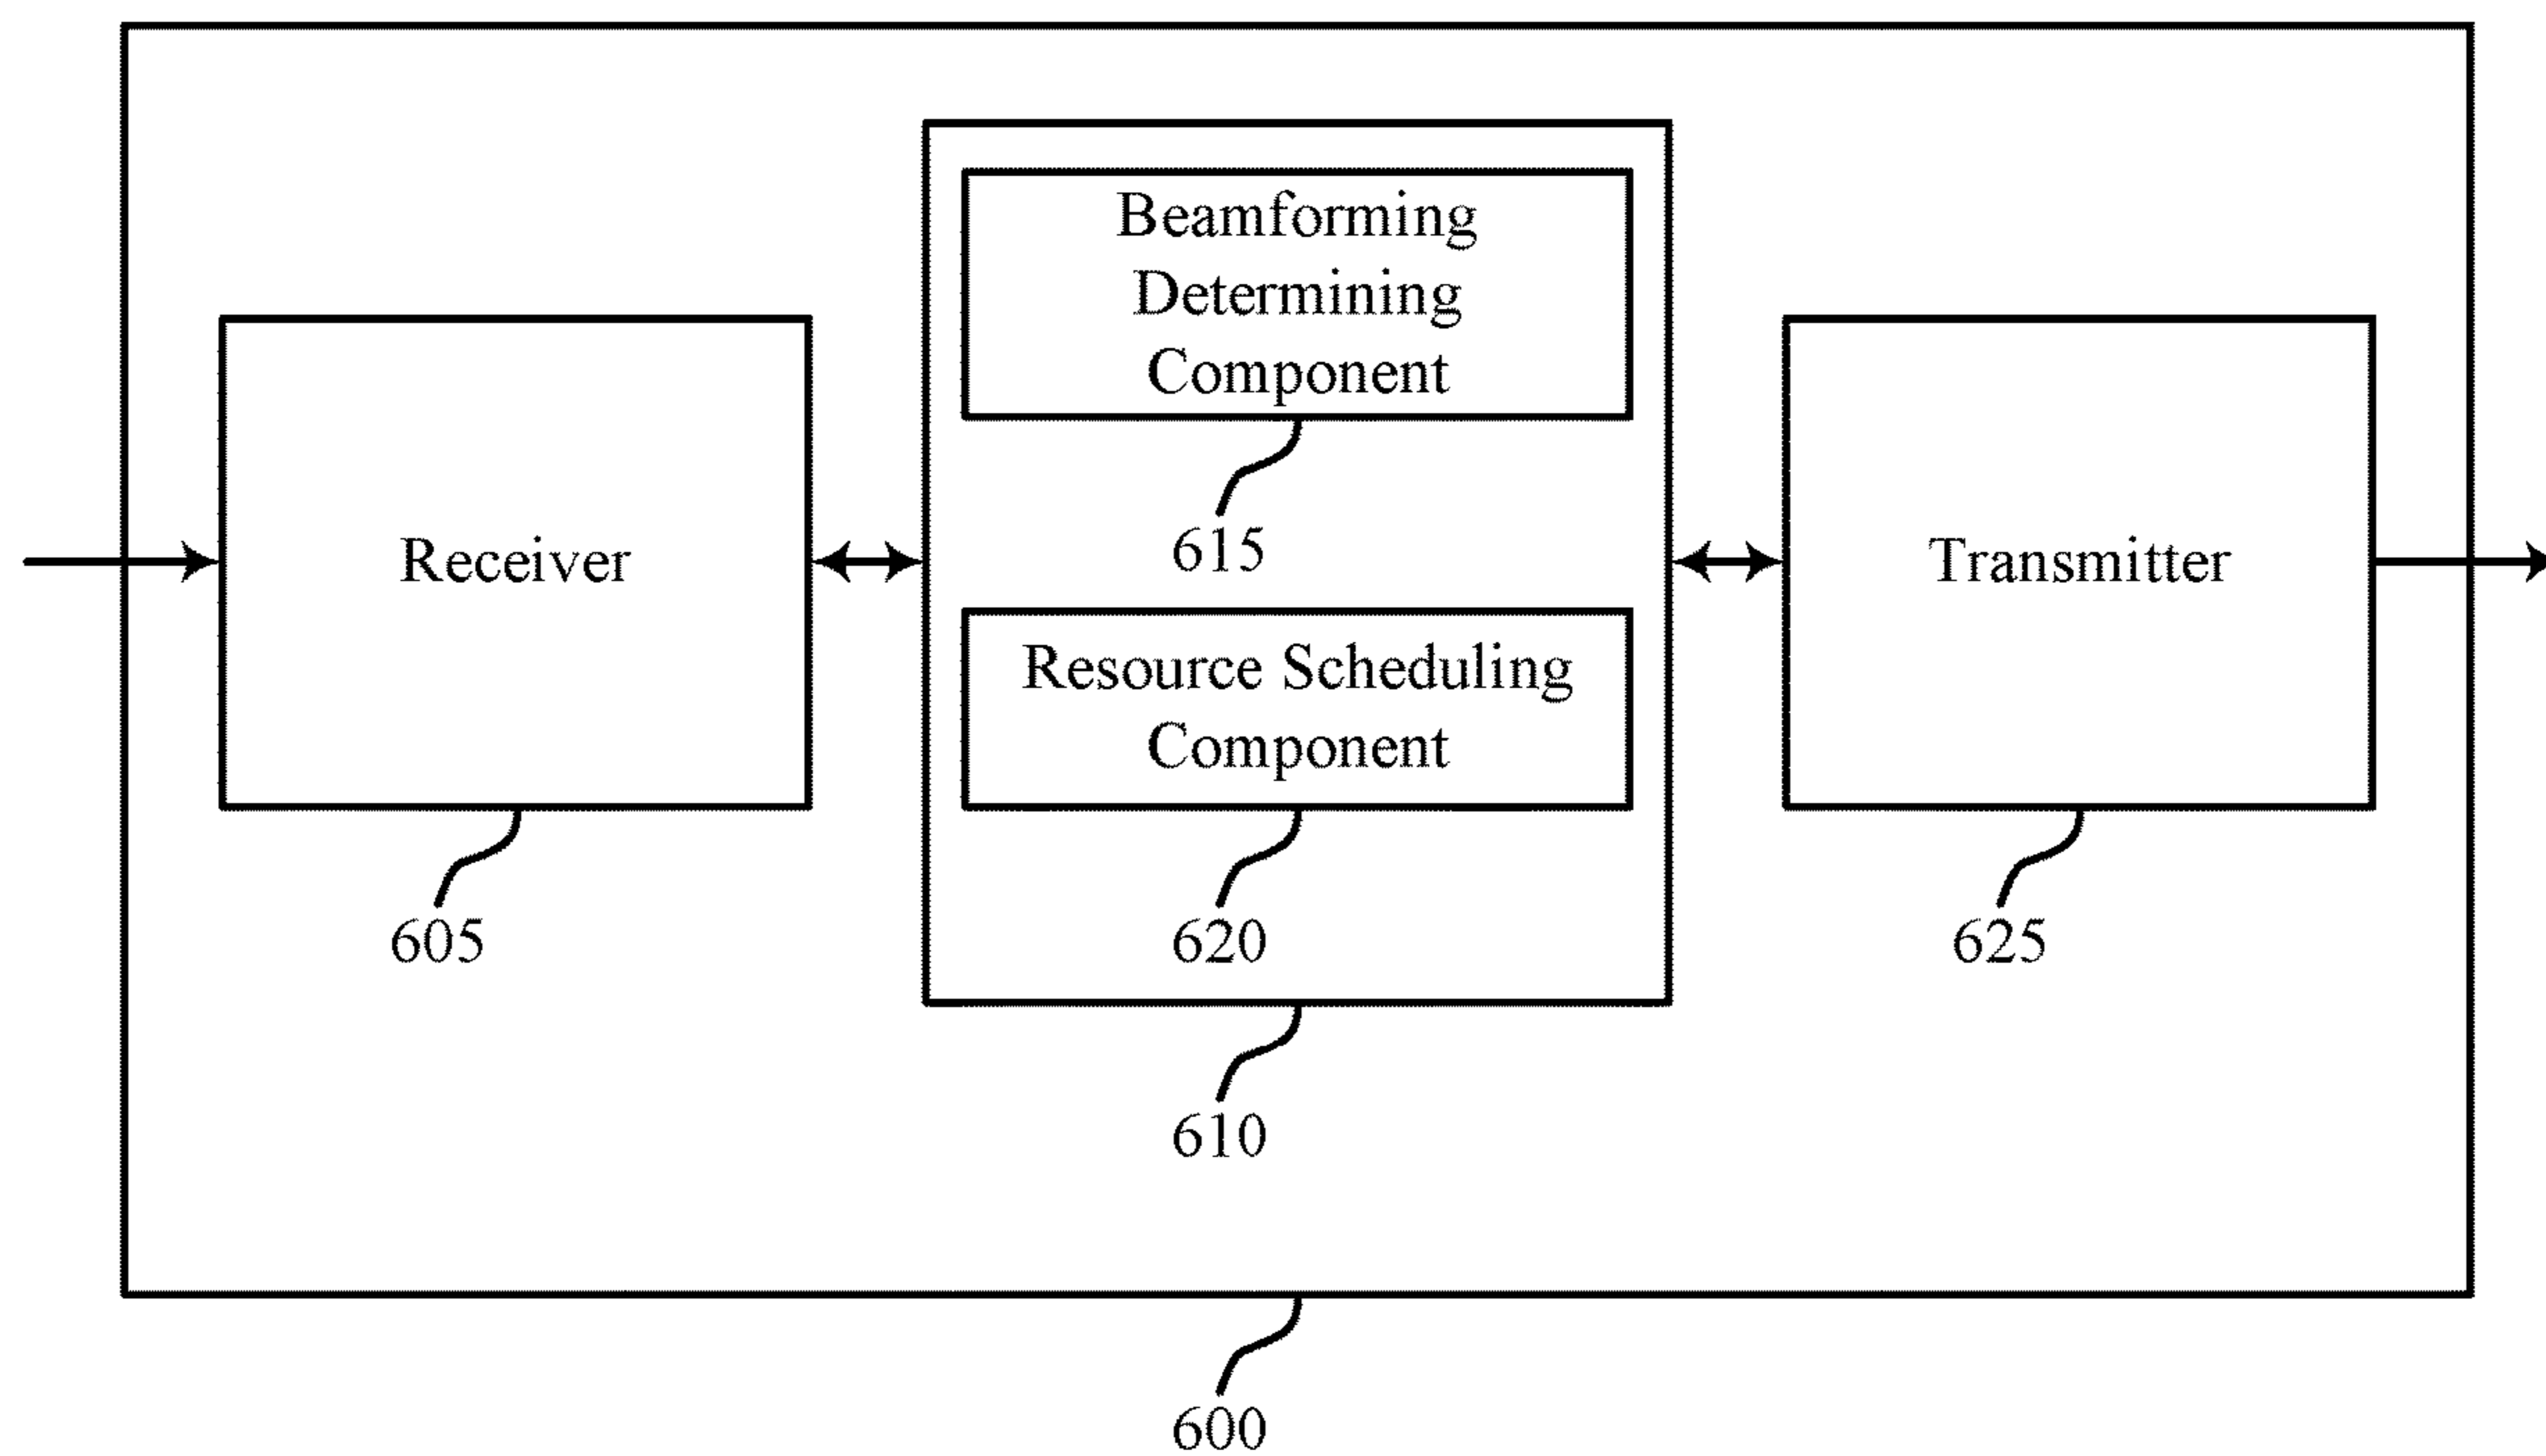 Beamforming
Determining
Component
615
Receiver
605
Resource Scheduling
Component
620
610
Transmitter
625
600